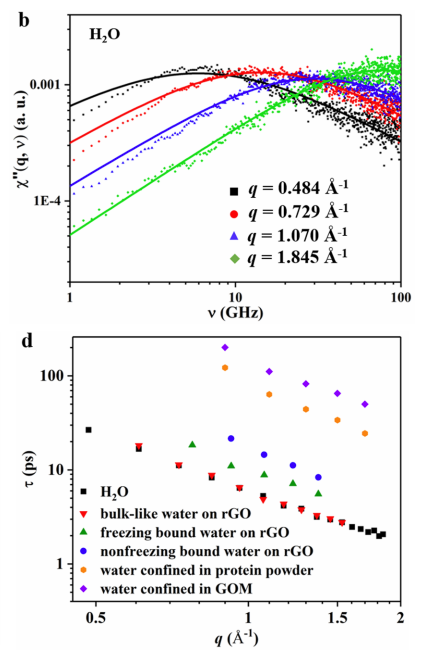 b
H₂O
χ"(q, ν) (a. u.)
0.001
1E-4
q = 0.484 Å⁻¹
q = 0.729 Å⁻¹
q = 1.070 Å⁻¹
q = 1.845 Å⁻¹
1
10
100
ν (GHz)
d
τ (ps)
100
10
1
H₂O
bulk-like water on rGO
freezing bound water on rGO
nonfreezing bound water on rGO
water confined in protein powder
water confined in GOM
0.5
1
1.5
2
q (Å⁻¹)